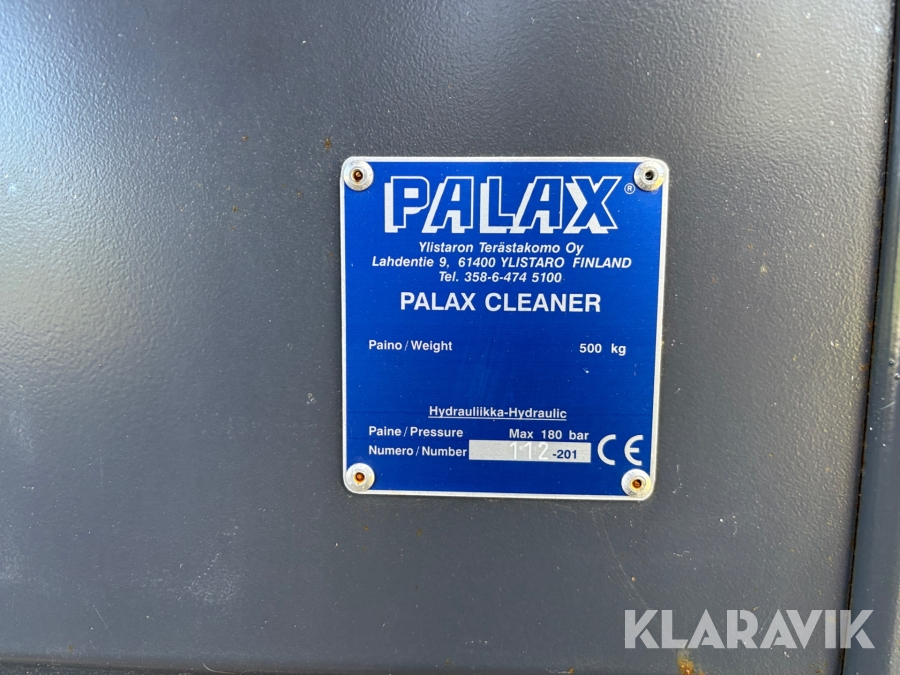 PALAX®
Ylistaron Terästakomo Oy
Lahdentie 9, 61400 YLISTARO FINLAND
Tel. 358-6-474 5100
PALAX CLEANER
Paino/Weight 500 kg
Hydrauliikka-Hydraulic
Paine/Pressure Max 180 bar
Numero/Number 112-201 CE
KLARAVIK